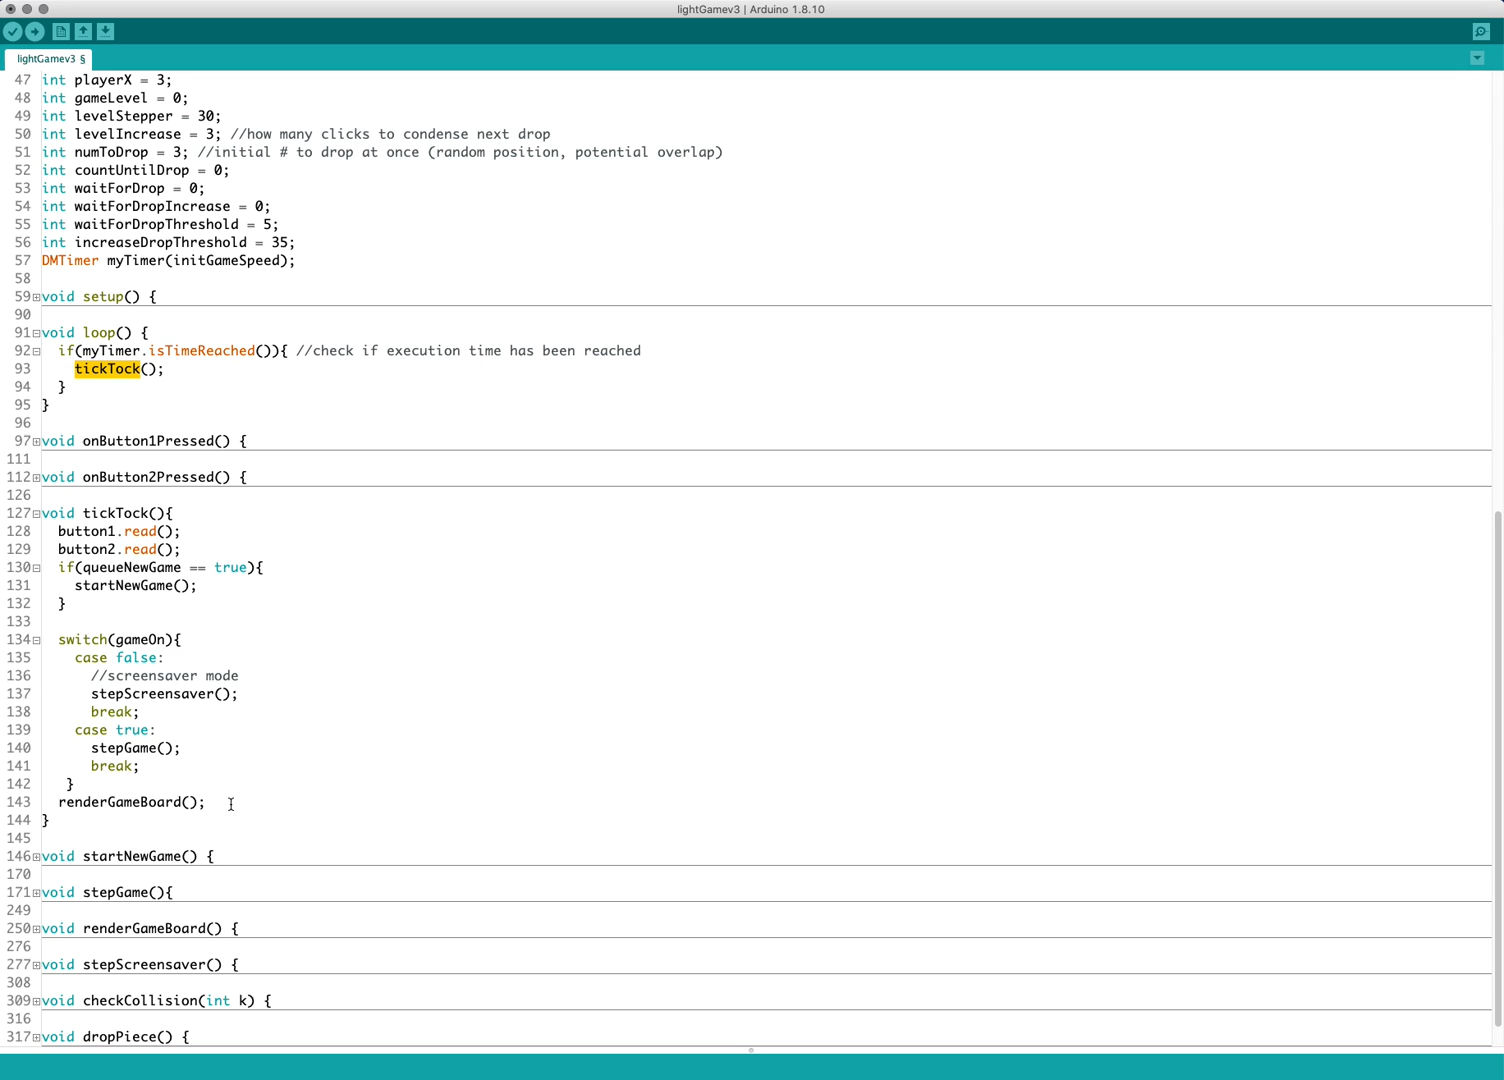 lightGamev3 | Arduino 1.8.10
lightGamev3 §
47 int playerX = 3;
48 int gameLevel = 0;
49 int levelStepper = 30;
50 int levelIncrease = 3; //how many clicks to condense next drop
51 int numToDrop = 3; //initial # to drop at once (random position, potential overlap)
52 int countUntilDrop = 0;
53 int waitForDrop = 0;
54 int waitForDropIncrease = 0;
55 int waitForDropThreshold = 5;
56 int increaseDropThreshold = 35;
57 DMTimer myTimer(initGameSpeed);
58
59 void setup() {
90
91 void loop() {
92 if(myTimer.isTimeReached()){ //check if execution time has been reached
93 tickTock();
94 }
95 }
96
97 void onButton1Pressed() {
111
112 void onButton2Pressed() {
126
127 void tickTock(){
128 button1.read();
129 button2.read();
130 if(queueNewGame == true){
131 startNewGame();
132 }
133
134 switch(gameOn){
135 case false:
136 //screensaver mode
137 stepScreensaver();
138 break;
139 case true:
140 stepGame();
141 break;
142 }
143 renderGameBoard();
144 }
145
146 void startNewGame() {
170
171 void stepGame(){
249
250 void renderGameBoard() {
276
277 void stepScreensaver() {
308
309 void checkCollision(int k) {
316
317 void dropPiece() {